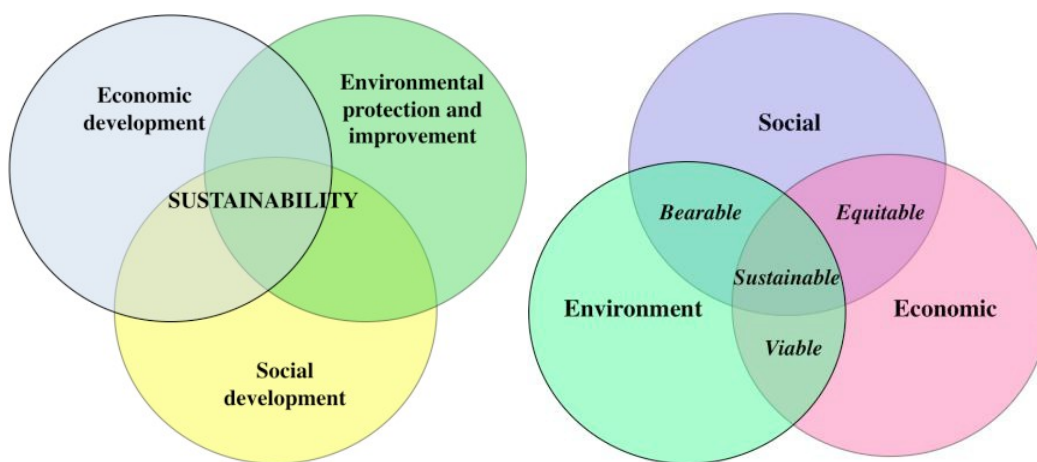 Economic
development
Environmental
protection and
improvement
SUSTAINABILITY
Social
development
Social
Bearable
Equitable
Sustainable
Environment
Economic
Viable